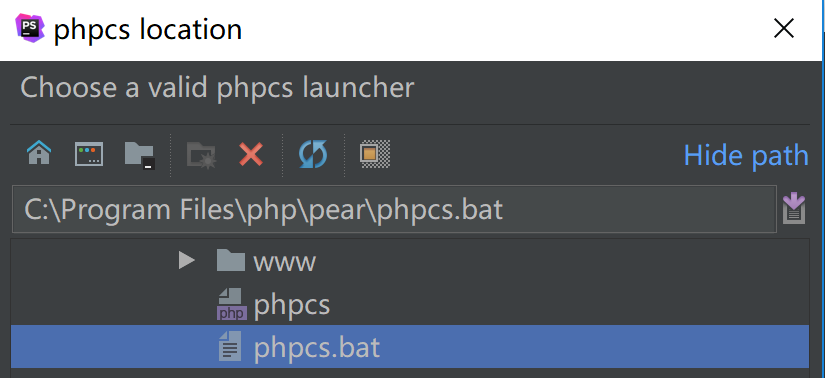 PS phpcs location
Choose a valid phpcs launcher
Hide path
C:\Program Files\php\pear\phpcs.bat
www
php phpcs
phpcs.bat